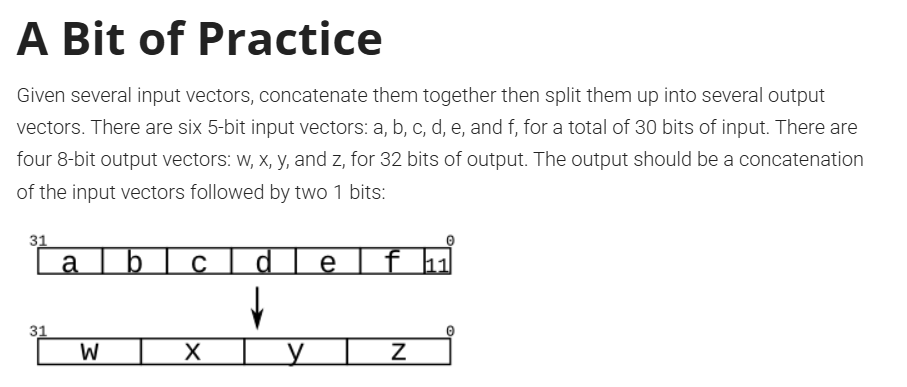 A Bit of Practice
Given several input vectors, concatenate them together then split them up into several output
vectors. There are six 5-bit input vectors: a, b, c, d, e, and f, for a total of 30 bits of input. There are
four 8-bit output vectors: w, x, y, and z, for 32 bits of output. The output should be a concatenation
of the input vectors followed by two 1 bits:
31 0
a b c d e f 11
31 0
w x y z